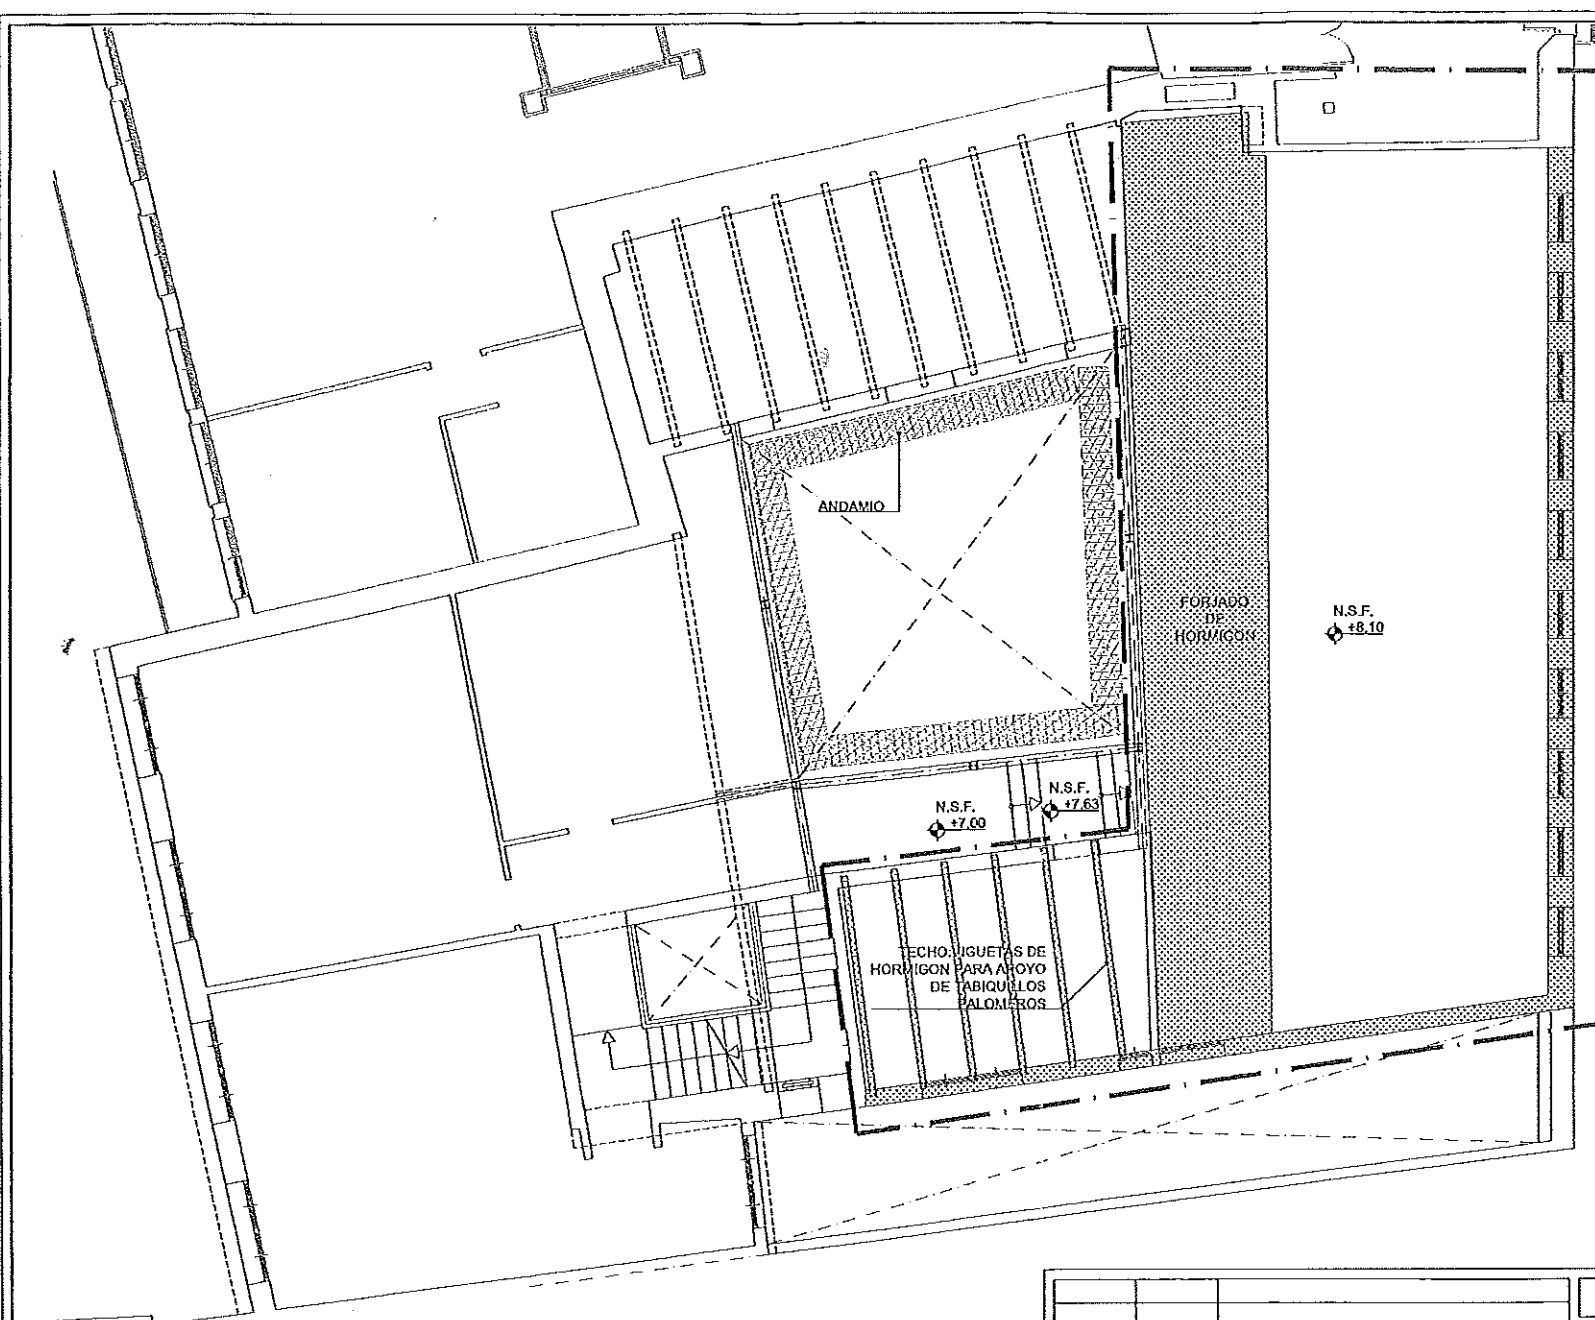 ANDAMIO
FORJADO
DE
HORMIGON
N.S.F.
+8,10
N.S.F.
+7,63
N.S.F.
+7,00
TECHO: VIGUETAS DE
HORMIGON PARA APOYO
DE TABIQUILLOS
PALOMEROS